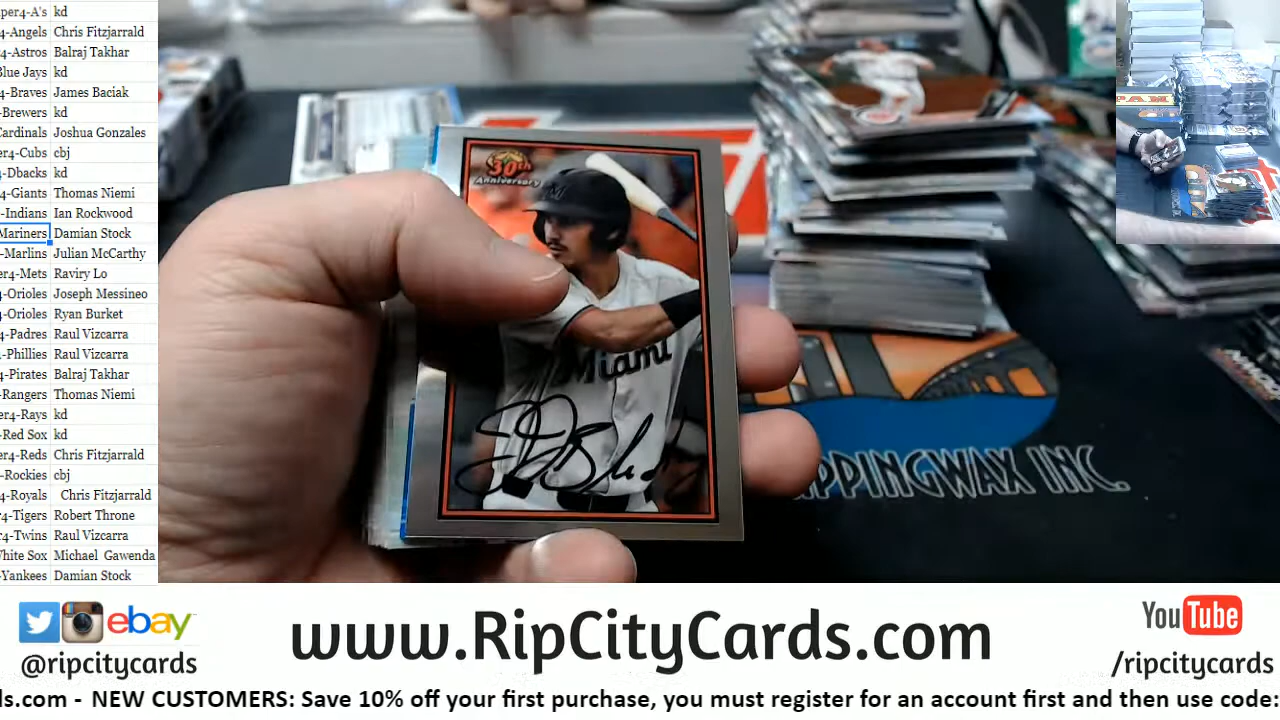 per4-A's kd
4-Angels Chris Fitzjarrald
4-Astros Balraj Takhar
Blue Jays kd
4-Braves James Baciak
-Brewers kd
Cardinals Joshua Gonzales
er4-Cubs cbj
4-Dbacks kd
4-Giants Thomas Niemi
-Indians Ian Rockwood
Mariners Damian Stock
-Marlins Julian McCarthy
er4-Mets Raviry Lo
4-Orioles Joseph Messineo
4-Orioles Ryan Burket
4-Padres Raul Vizcarra
-Phillies Raul Vizcarra
4-Pirates Balraj Takhar
-Rangers Thomas Niemi
er4-Rays kd
-Red Sox kd
er4-Reds Chris Fitzjarrald
-Rockies cbj
4-Royals Chris Fitzjarrald
r4-Tigers Robert Throne
r4-Twins Raul Vizcarra
White Sox Michael Gawenda
-Yankees Damian Stock
30th
Anniversary
Miami
IPPINGWAX INC.
ebay
@ripcitycards
www.RipCityCards.com
YouTube
/ripcitycards
ds.com - NEW CUSTOMERS: Save 10% off your first purchase, you must register for an account first and then use code: